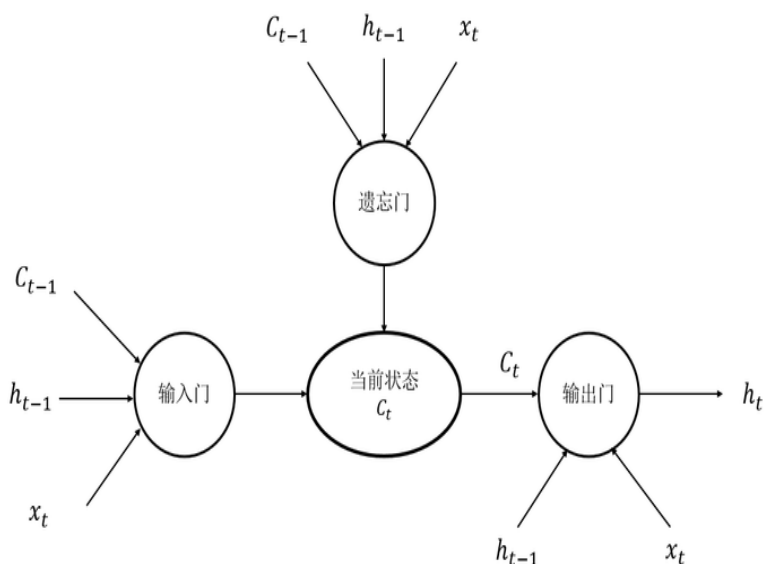 C_{t-1} h_{t-1} x_t
遗忘门
C_{t-1}
h_{t-1}
x_t
输入门
当前状态
C_t
C_t
输出门
h_t
h_{t-1} x_t